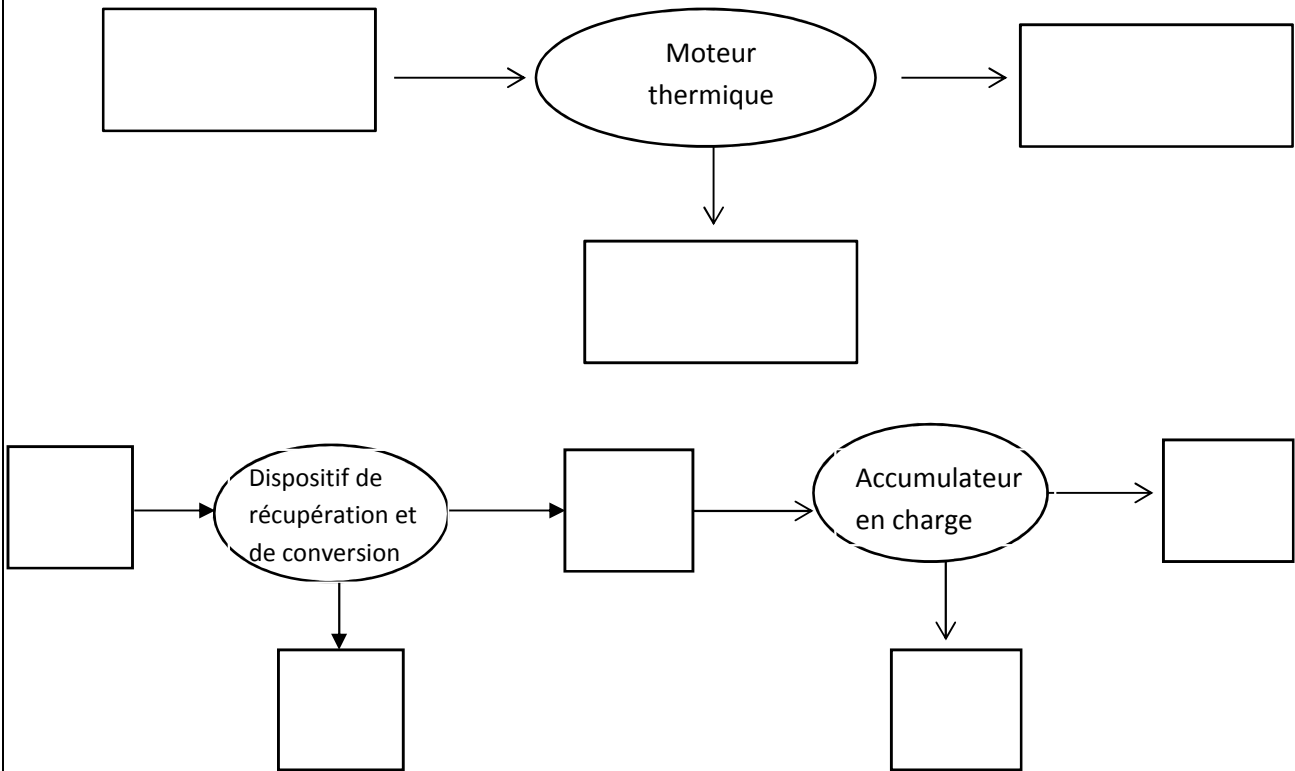 Moteur
thermique
Dispositif de
récupération et
de conversion
Accumulateur
en charge